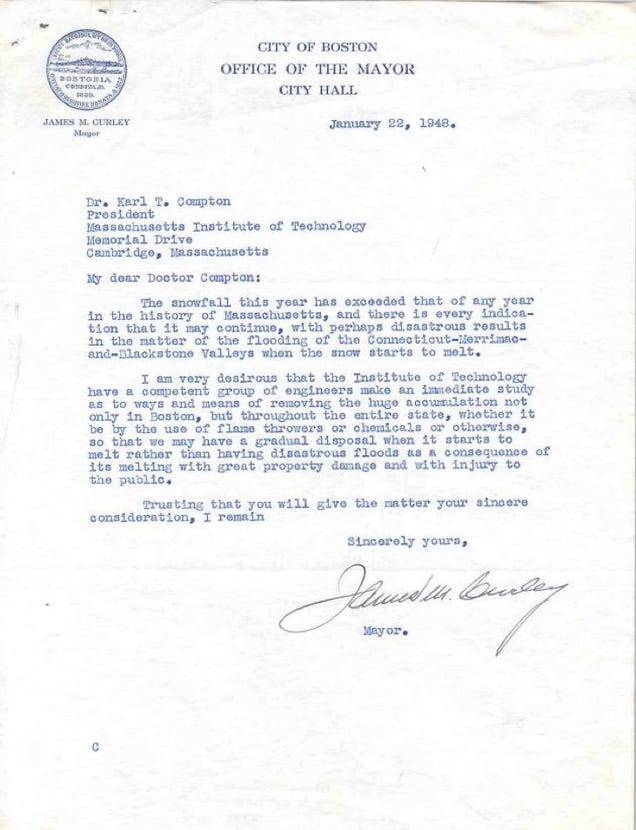 CITY OF BOSTON
OFFICE OF THE MAYOR
CITY HALL
BOSTONIA
CONDITA A.D.
1630.
JAMES M. CURLEY
Mayor
January 22, 1948.
Dr. Karl T. Compton
President
Massachusetts Institute of Technology
Memorial Drive
Cambridge, Massachusetts
My dear Doctor Compton:
The snowfall this year has exceeded that of any year
in the history of Massachusetts, and there is every indica-
tion that it may continue, with perhaps disastrous results
in the matter of the flooding of the Connecticut-Merrimac-
and-Blackstone Valleys when the snow starts to melt.
I am very desirous that the Institute of Technology
have a competent group of engineers make an immediate study
as to ways and means of removing the huge accumulation not
only in Boston, but throughout the entire state, whether it
be by the use of flame throwers or chemicals or otherwise,
so that we may have a gradual disposal when it starts to
melt rather than having disastrous floods as a consequence of
its melting with great property damage and with injury to
the public.
Trusting that you will give the matter your sincere
consideration, I remain
Sincerely yours,
James M. Curley
Mayor.
C